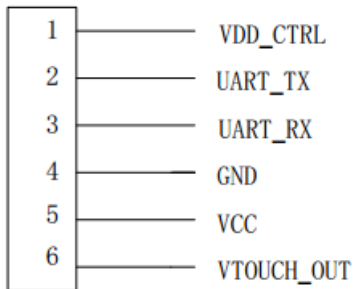 1 VDD_CTRL
2 UART_TX
3 UART_RX
4 GND
5 VCC
6 VTOUCH_OUT